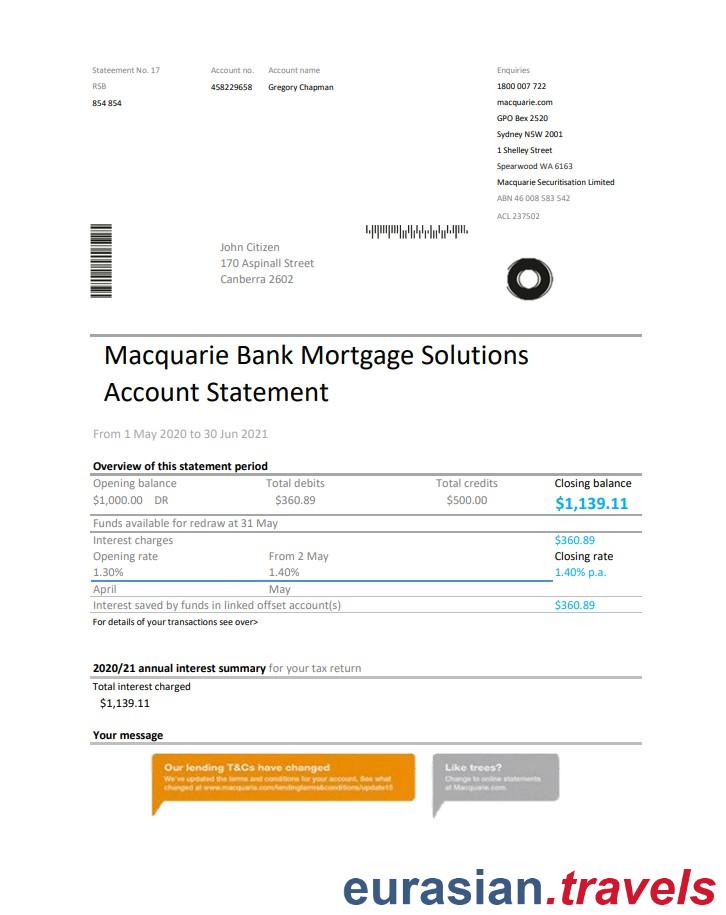 Stateement No. 17
RSB
854 854
Account no. Account name
458229658 Gregory Chapman
Enquiries
1800 007 722
macquarie.com
GPO Bex 2520
Sydney N5W 2001
1 Shelley Street
Spearwood WA 6163
Macquarie Securitisation Limited
ABN 46 008 583 542
ACL 237502
John Citizen
170 Aspinall Street
Canberra 2602
Macquarie Bank Mortgage Solutions
Account Statement
From 1 May 2020 to 30 Jun 2021
Overview of this statement period
Opening balance Total debits Total credits Closing balance
$1,000.00 DR $360.89 $500.00 $1,139.11
Funds available for redraw at 31 May
Interest charges $360.89
Opening rate From 2 May Closing rate
1.30% 1.40% 1.40% p.a.
April May
Interest saved by funds in linked offset account(s) $360.89
For details of your transactions see over>
2020/21 annual interest summary for your tax return
Total interest charged
$1,139.11
Your message
Our lending T&Cs have changed
We've updated the terms and conditions for your account. See what
changed at www.macquarie.com/lendingterms&conditions/update15
Like trees?
Change to online statements
at Macquarie.com.
eurasian.travels